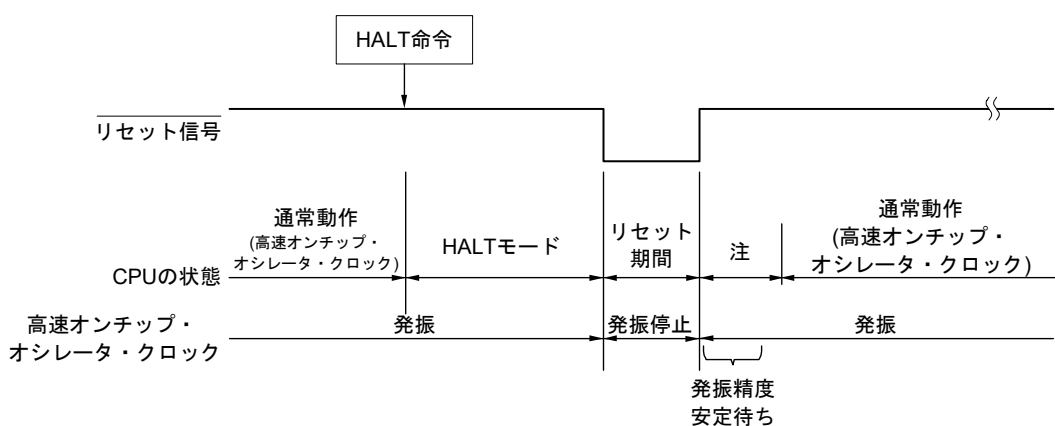 HALT命令
リセット信号
通常動作
(高速オンチップ・
オシレータ・クロック)
HALTモード
リセット
期間
注
通常動作
(高速オンチップ・
オシレータ・クロック)
CPUの状態
高速オンチップ・
オシレータ・クロック
発振
発振停止
発振
発振精度
安定待ち